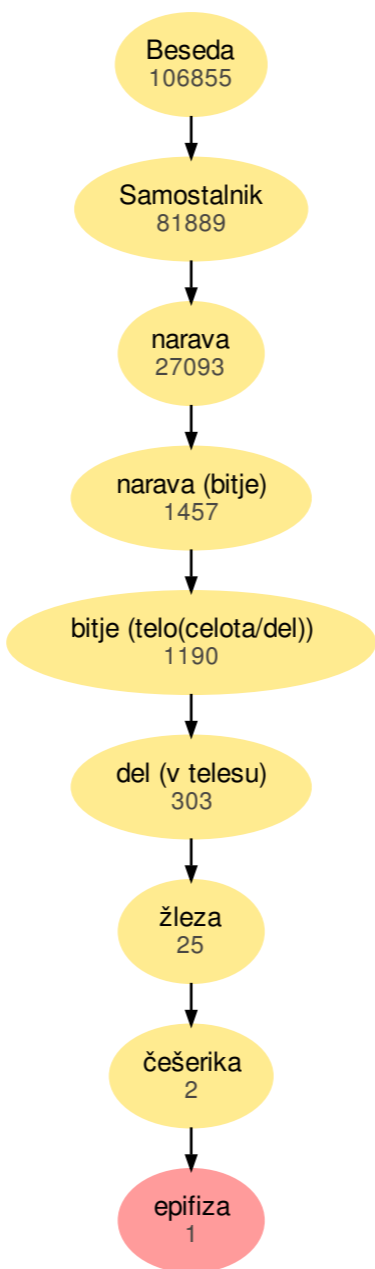 Beseda
106855
Samostalnik
81889
narava
27093
narava (bitje)
1457
bitje (telo(celota/del))
1190
del (v telesu)
303
žleza
25
češerika
2
epifiza
1